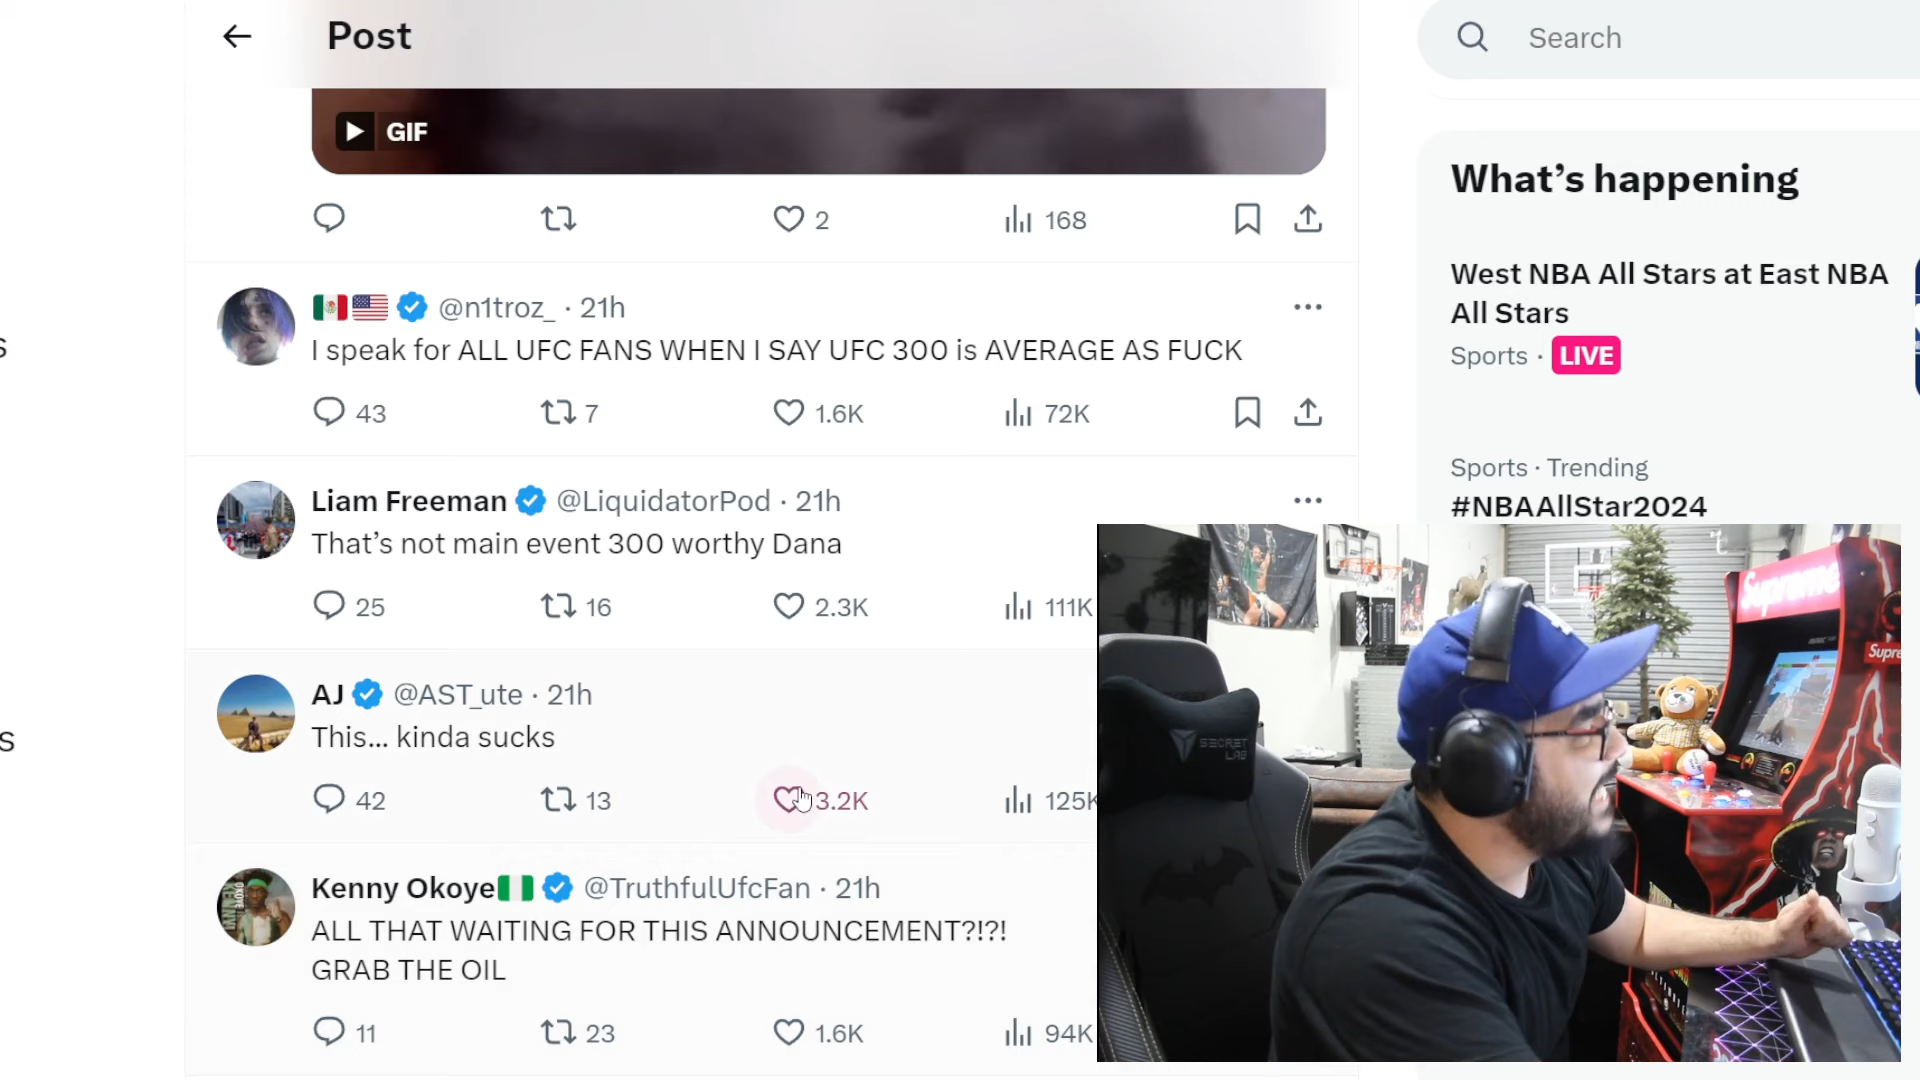 Post
Search
GIF
2
168
What's happening
West NBA All Stars at East NBA
All Stars
Sports · LIVE
@n1troz_ · 21h
I speak for ALL UFC FANS WHEN I SAY UFC 300 is AVERAGE AS FUCK
43
7
1.6K
72K
Sports · Trending
#NBAAllStar2024
Liam Freeman @LiquidatorPod · 21h
That's not main event 300 worthy Dana
25
16
2.3K
111K
AJ @AST_ute · 21h
This... kinda sucks
42
13
3.2K
125K
Kenny Okoye @TruthfulUfcFan · 21h
ALL THAT WAITING FOR THIS ANNOUNCEMENT?!?!
GRAB THE OIL
11
23
1.6K
94K
SECRET
LAB
Supreme
Supre